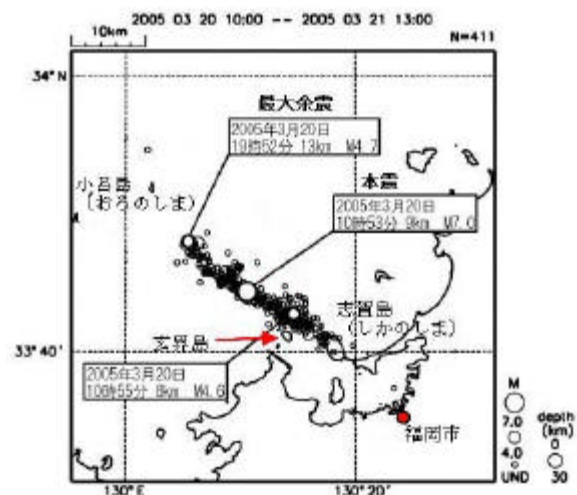 2005 03 20 10:00 -- 2005 03 21 13:00
10km
N=411
34°N
最大余震
2005年3月20日
19時52分 13km M4.7
小呂島
(おろのしま)
本震
2005年3月20日
10時53分 9km M7.0
志賀島
(しかのしま)
玄界島
33°40'
2005年3月20日
10時55分 8km M4.6
福岡市
M
7.0
4.0
UND
depth
(km)
0
30
130°E
130°20'